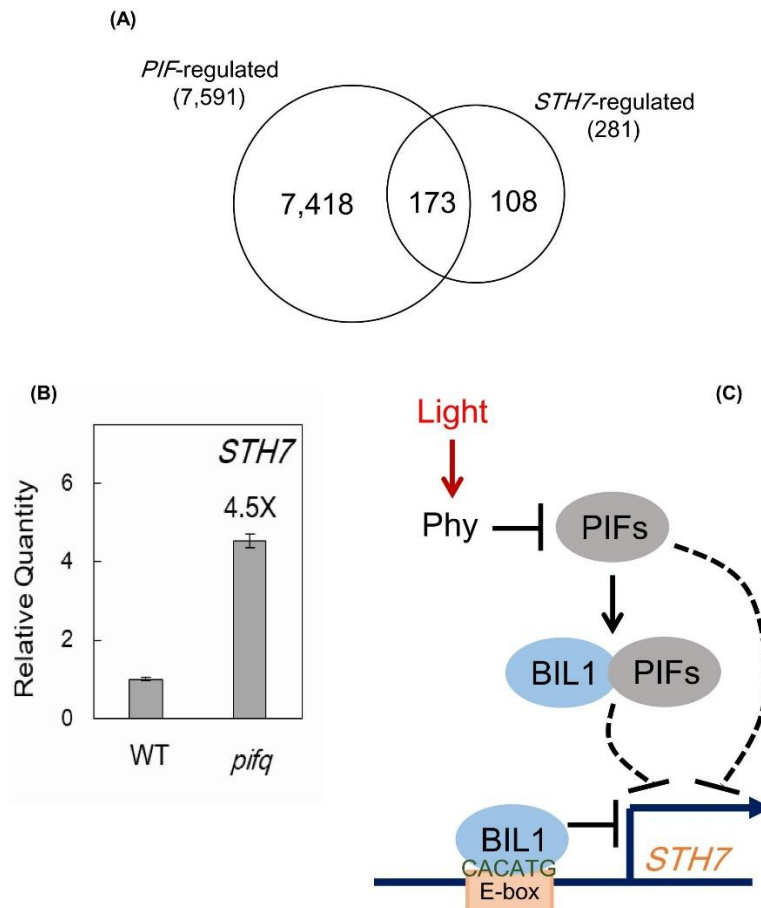 (A)
PIF-regulated
(7,591)
STH7-regulated
(281)
7,418
173
108
(B)
STH7
4.5X
Relative Quantity
6
4
2
0
WT
pifq
(C)
Light
Phy
PIFs
BIL1
PIFs
BIL1
CACATG
E-box
STH7